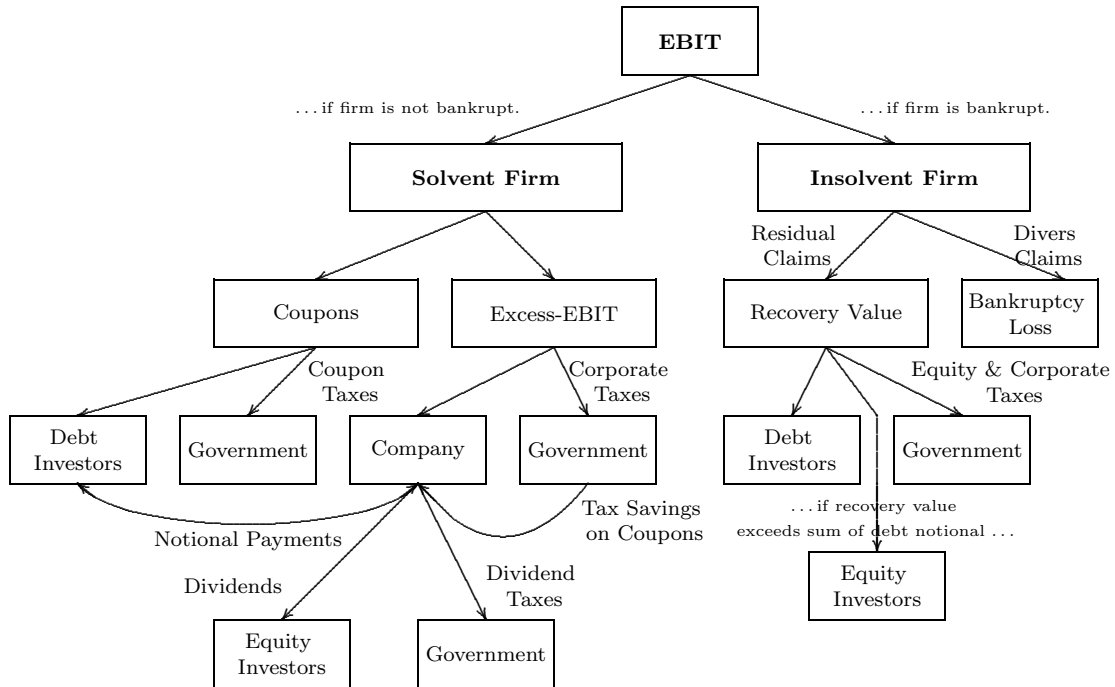 EBIT
...if firm is not bankrupt.
...if firm is bankrupt.
Solvent Firm
Insolvent Firm
Residual
Claims
Divers
Claims
Coupons
Excess-EBIT
Recovery Value
Bankruptcy
Loss
Coupon
Taxes
Corporate
Taxes
Equity & Corporate
Taxes
Debt
Investors
Government
Company
Government
Debt
Investors
Government
Notional Payments
Tax Savings
on Coupons
...if recovery value
exceeds sum of debt notional ...
Dividends
Dividend
Taxes
Equity
Investors
Equity
Investors
Government